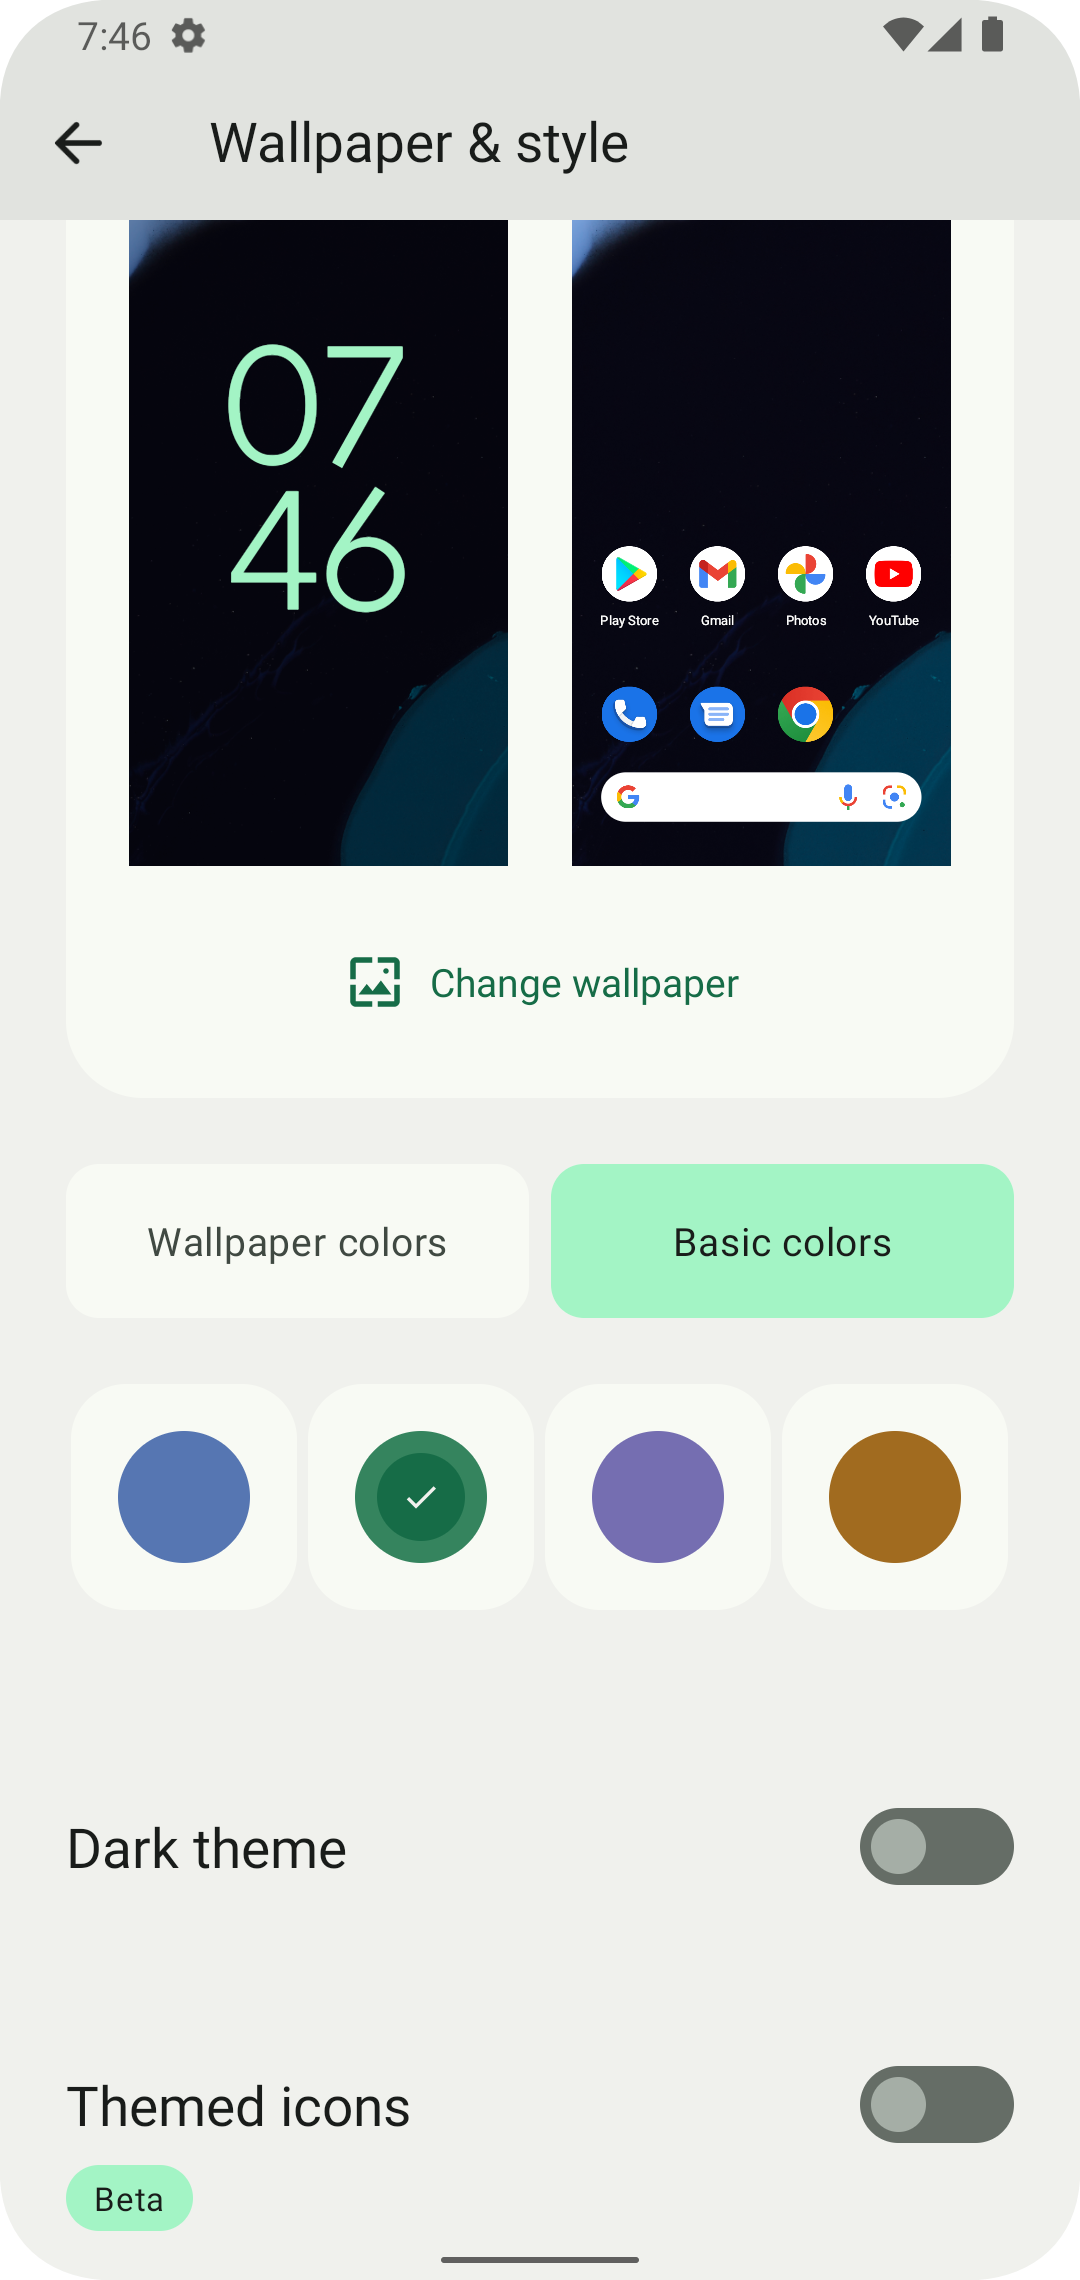 7:46
Wallpaper & style
07
46
Play Store Gmail Photos YouTube
Change wallpaper
Wallpaper colors Basic colors
Dark theme
Themed icons
Beta